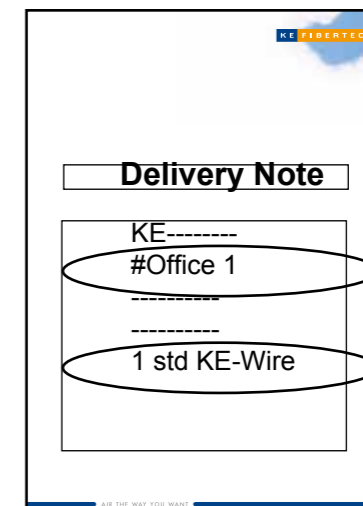 KE FIBERTEC
Delivery Note
KE--------
#Office 1
----------
----------
1 std KE-Wire
AIR THE WAY YOU WANT